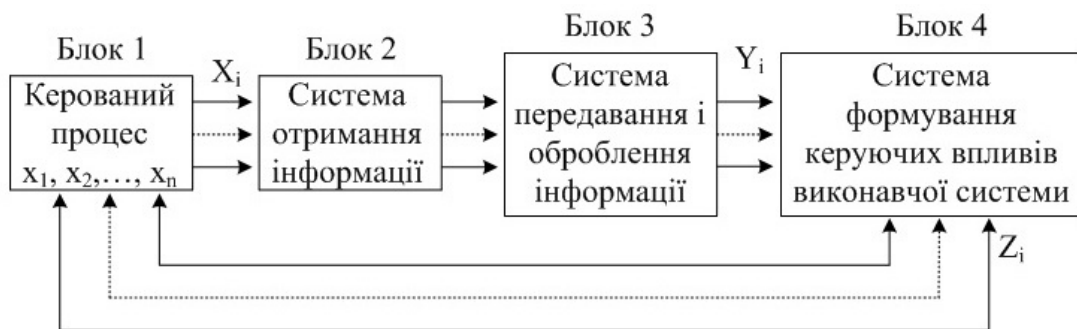 Блок 1
Блок 2
Блок 3
Блок 4
Керований
процес
x₁, x₂,…, xₙ
Xᵢ
Система
отримання
інформації
Система
передавання і
оброблення
інформації
Yᵢ
Система
формування
керуючих впливів
виконавчої системи
Zᵢ